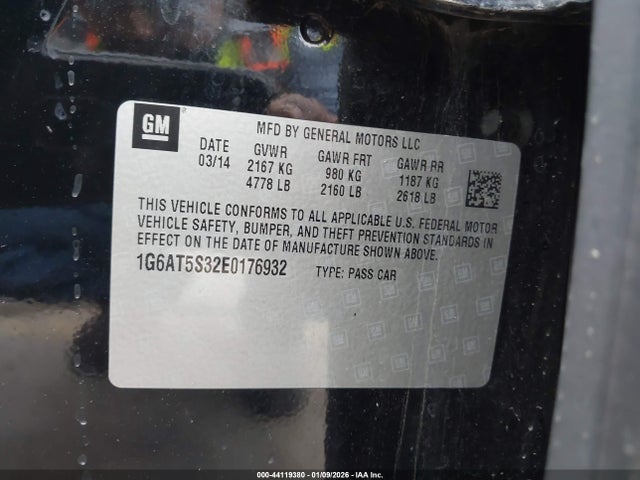 GM
MFD BY GENERAL MOTORS LLC
DATE GVWR GAWR FRT GAWR RR
03/14 2167 KG 980 KG 1187 KG
4778 LB 2160 LB 2618 LB
THIS VEHICLE CONFORMS TO ALL APPLICABLE U.S. FEDERAL MOTOR
VEHICLE SAFETY, BUMPER, AND THEFT PREVENTION STANDARDS IN
EFFECT ON THE DATE OF MANUFACTURE SHOWN ABOVE.
1G6AT5S32E0176932 TYPE: PASS CAR
000-44119380 - 01/09/2026 - IAA Inc.